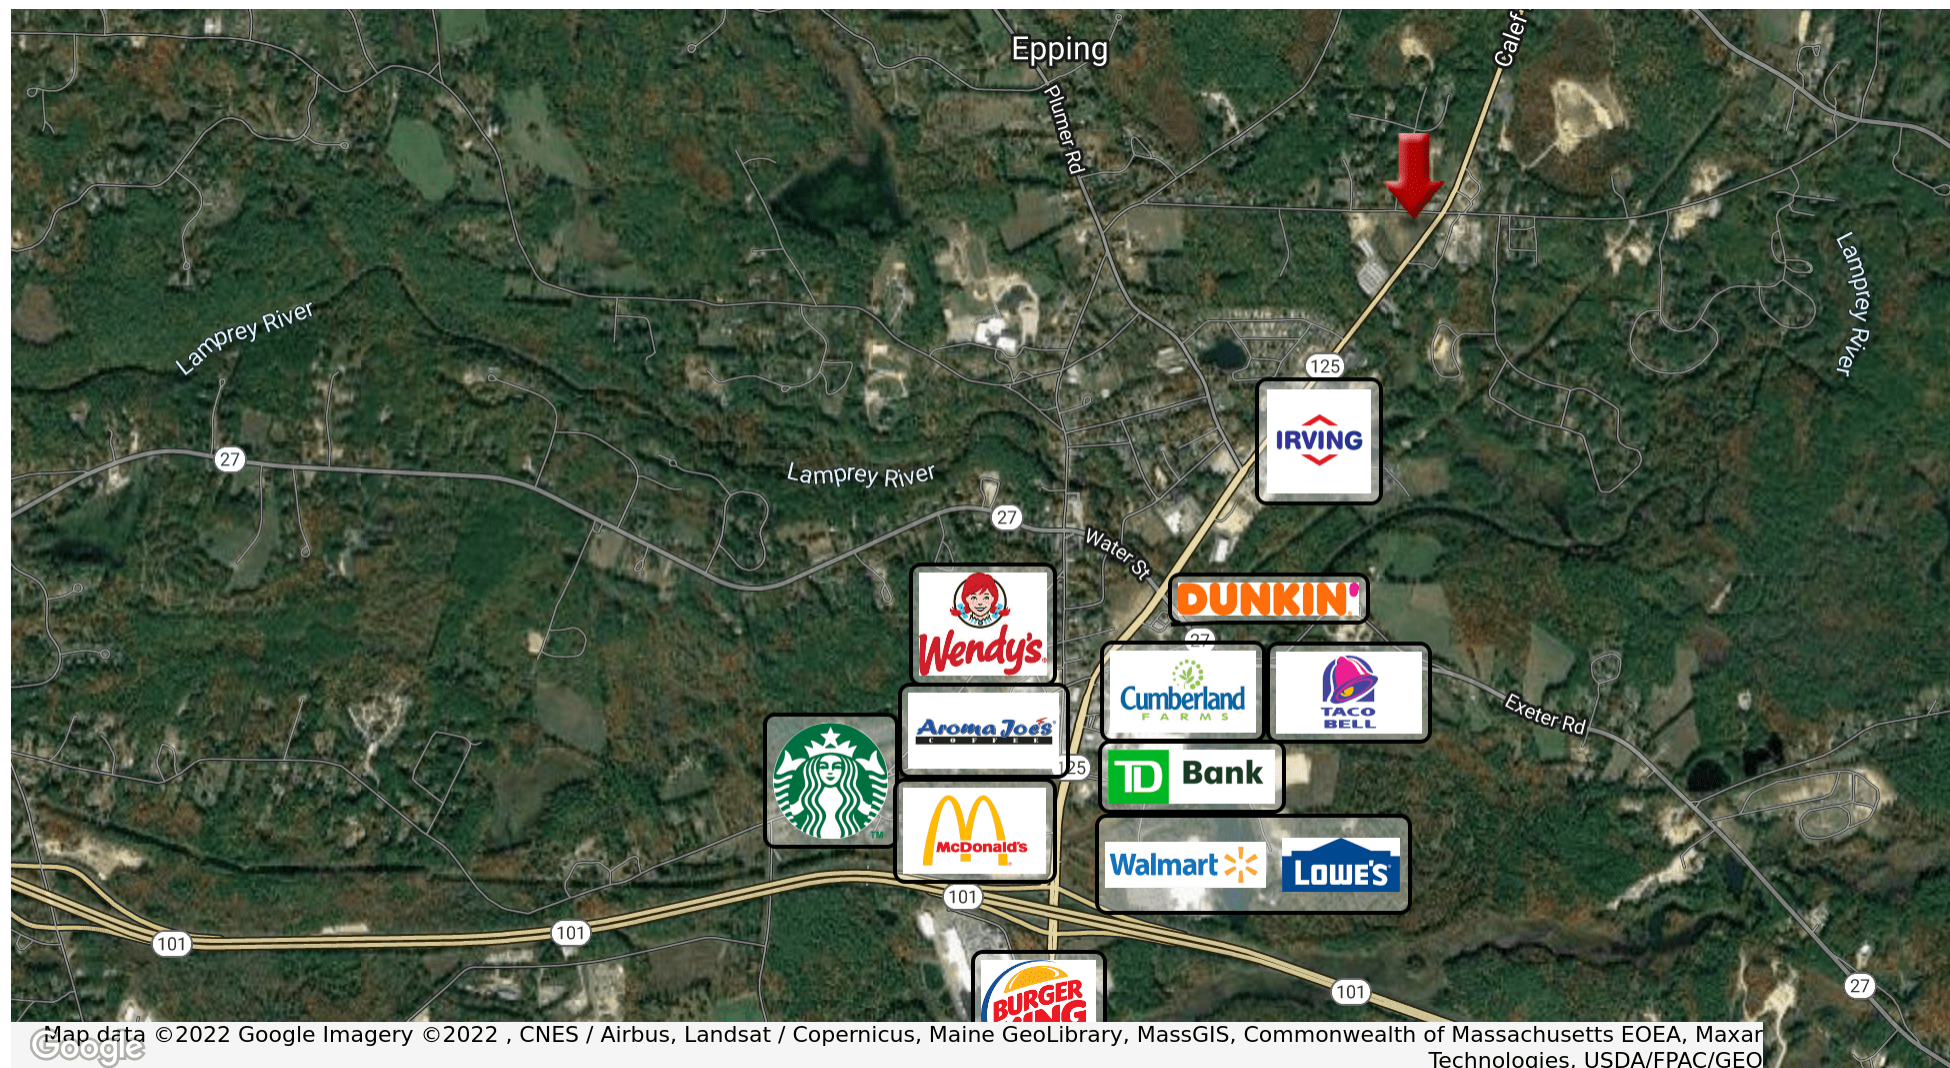 Epping
Calef
Plumer Rd
Lamprey River
Lamprey River
125
IRVING
27
Lamprey River
27
Water St
DUNKIN'
27
Wendy's
Cumberland
FARMS
TACO
BELL
Exeter Rd
Aroma Joe's
COFFEE
125
TD Bank
TM
McDonald's
Walmart
LOWE'S
101
101
101
101
27
BURGER
KING
Map data ©2022 Google Imagery ©2022 , CNES / Airbus, Landsat / Copernicus, Maine GeoLibrary, MassGIS, Commonwealth of Massachusetts EOEA, Maxar
Technologies, USDA/FPAC/GEO
Google